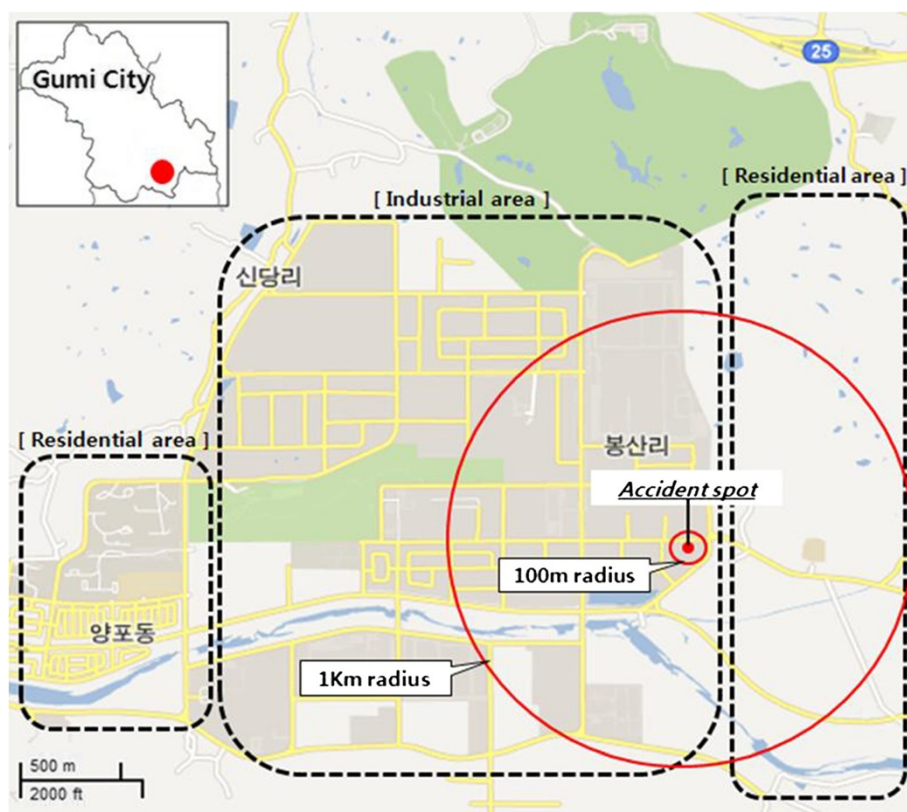 Gumi City
25
[ Residential area ]
[ Industrial area ]
신당리
[ Residential area ]
봉산리
Accident spot
100m radius
양포동
1Km radius
500 m
2000 ft